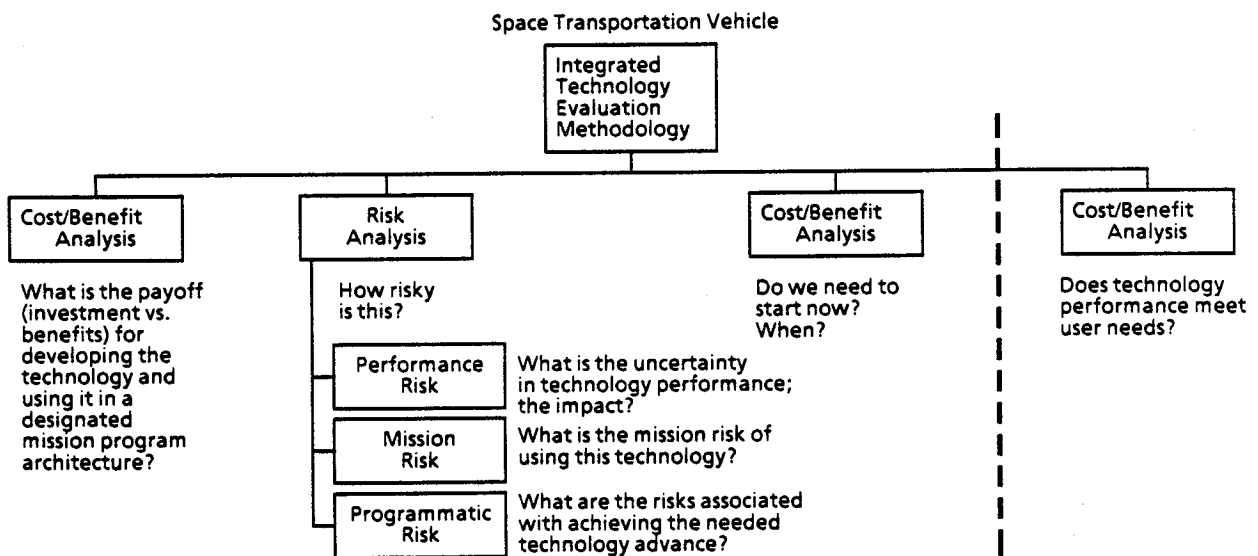 Space Transportation Vehicle
Integrated
Technology
Evaluation
Methodology
Cost/Benefit
Analysis
What is the payoff
(investment vs.
benefits) for
developing the
technology and
using it in a
designated
mission program
architecture?
Risk
Analysis
How risky
is this?
Performance
Risk
What is the uncertainty
in technology performance;
the impact?
Mission
Risk
What is the mission risk of
using this technology?
Programmatic
Risk
What are the risks associated
with achieving the needed
technology advance?
Cost/Benefit
Analysis
Do we need to
start now?
When?
Cost/Benefit
Analysis
Does technology
performance meet
user needs?